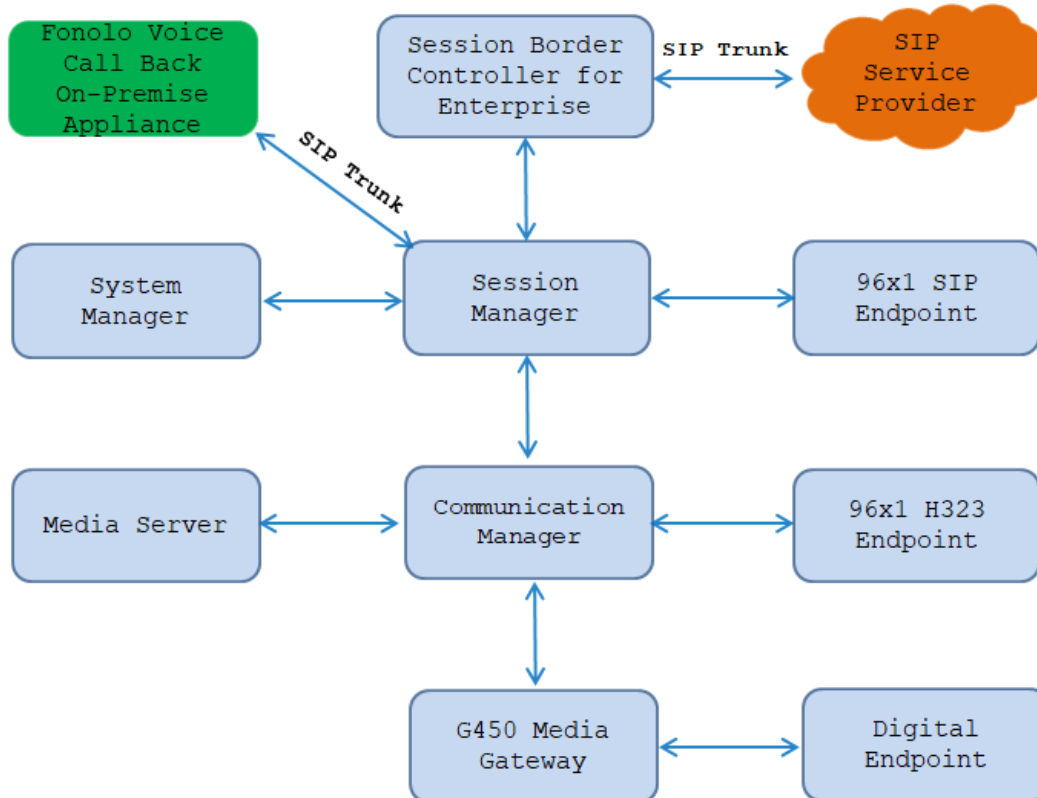 Fonolo Voice
Call Back
On-Premise
Appliance
Session Border
Controller for
Enterprise
SIP Trunk
SIP
Service
Provider
SIP Trunk
System
Manager
Session
Manager
96x1 SIP
Endpoint
Media Server
Communication
Manager
96x1 H323
Endpoint
G450 Media
Gateway
Digital
Endpoint